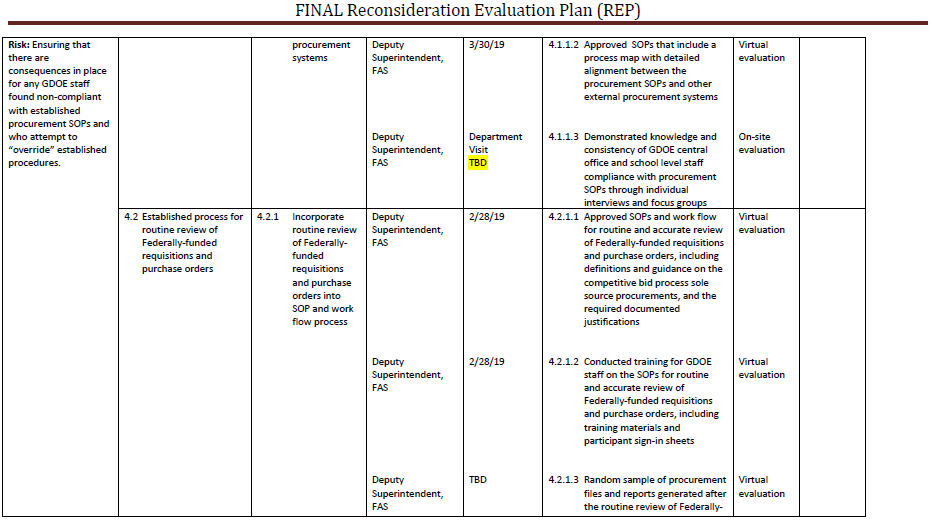 FINAL Reconsideration Evaluation Plan (REP)
Risk: Ensuring that
there are
consequences in place
for any GDOE staff
found non-compliant
with established
procurement SOPs and
who attempt to
“override” established
procedures.
procurement
systems
Deputy
Superintendent,
FAS
3/30/19
4.1.1.2 Approved SOPs that include a
process map with detailed
alignment between the
procurement SOPs and other
external procurement systems
Virtual
evaluation
Deputy
Superintendent,
FAS
Department
Visit
TBD
4.1.1.3 Demonstrated knowledge and
consistency of GDOE central
office and school level staff
compliance with procurement
SOPs through individual
interviews and focus groups
On-site
evaluation
4.2 Established process for
routine review of
Federally-funded
requisitions and
purchase orders
4.2.1 Incorporate
routine review
of Federally-
funded
requisitions
and purchase
orders into
SOP and work
flow process
Deputy
Superintendent,
FAS
2/28/19
4.2.1.1 Approved SOPs and work flow
for routine and accurate review
of Federally-funded requisitions
and purchase orders, including
definitions and guidance on the
competitive bid process sole
source procurements, and the
required documented
justifications
Virtual
evaluation
Deputy
Superintendent,
FAS
2/28/19
4.2.1.2 Conducted training for GDOE
staff on the SOPs for routine
and accurate review of
Federally-funded requisitions
and purchase orders, including
training materials and
participant sign-in sheets
Virtual
evaluation
Deputy
Superintendent,
FAS
TBD
4.2.1.3 Random sample of procurement
files and reports generated after
the routine review of Federally-
Virtual
evaluation